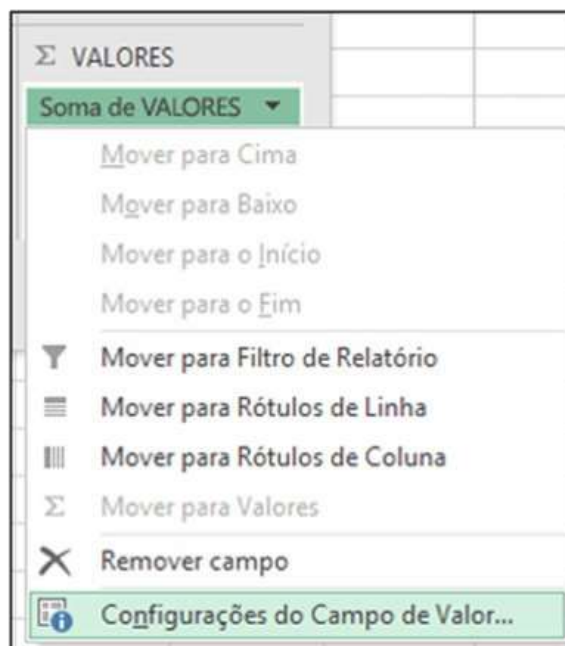 Σ VALORES
Soma de VALORES
Mover para Cima
Mover para Baixo
Mover para o Início
Mover para o Fim
Mover para Filtro de Relatório
Mover para Rótulos de Linha
Mover para Rótulos de Coluna
Σ Mover para Valores
Remover campo
Configurações do Campo de Valor...